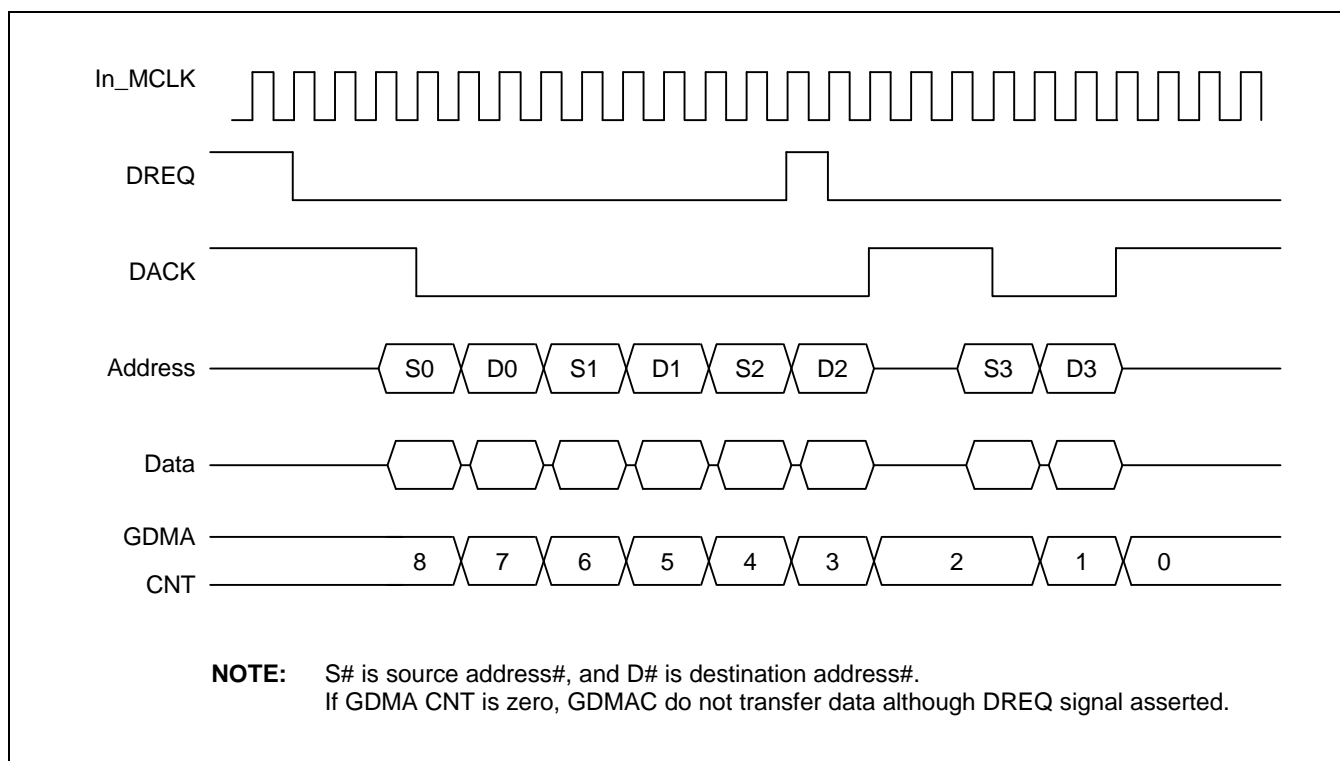 In_MCLK
DREQ
DACK
Address S0 D0 S1 D1 S2 D2 S3 D3
Data
GDMA
CNT
8 7 6 5 4 3 2 1 0
NOTE: S# is source address#, and D# is destination address#.
If GDMA CNT is zero, GDMAC do not transfer data although DREQ signal asserted.